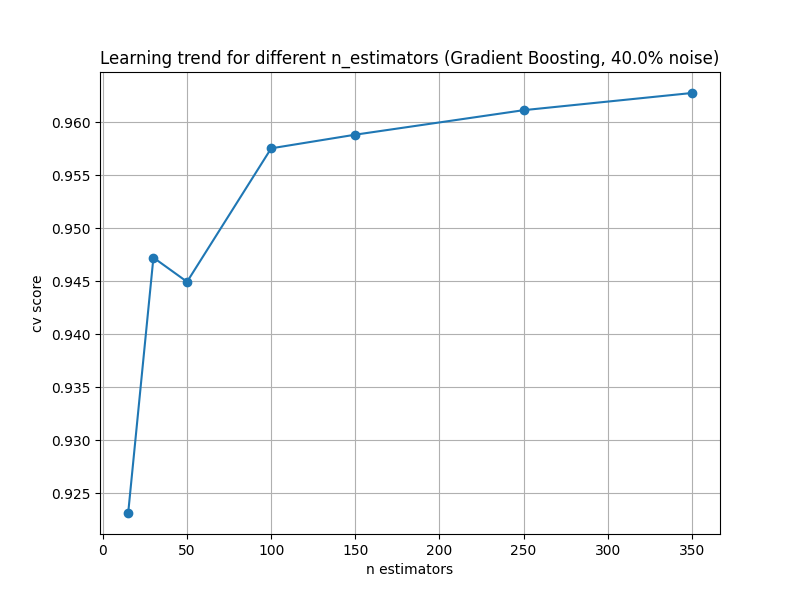 Learning trend for different n_estimators (Gradient Boosting, 40.0% noise)
0.960
0.955
0.950
0.945
0.940
0.935
0.930
0.925
cv score
0 50 100 150 200 250 300 350
n estimators